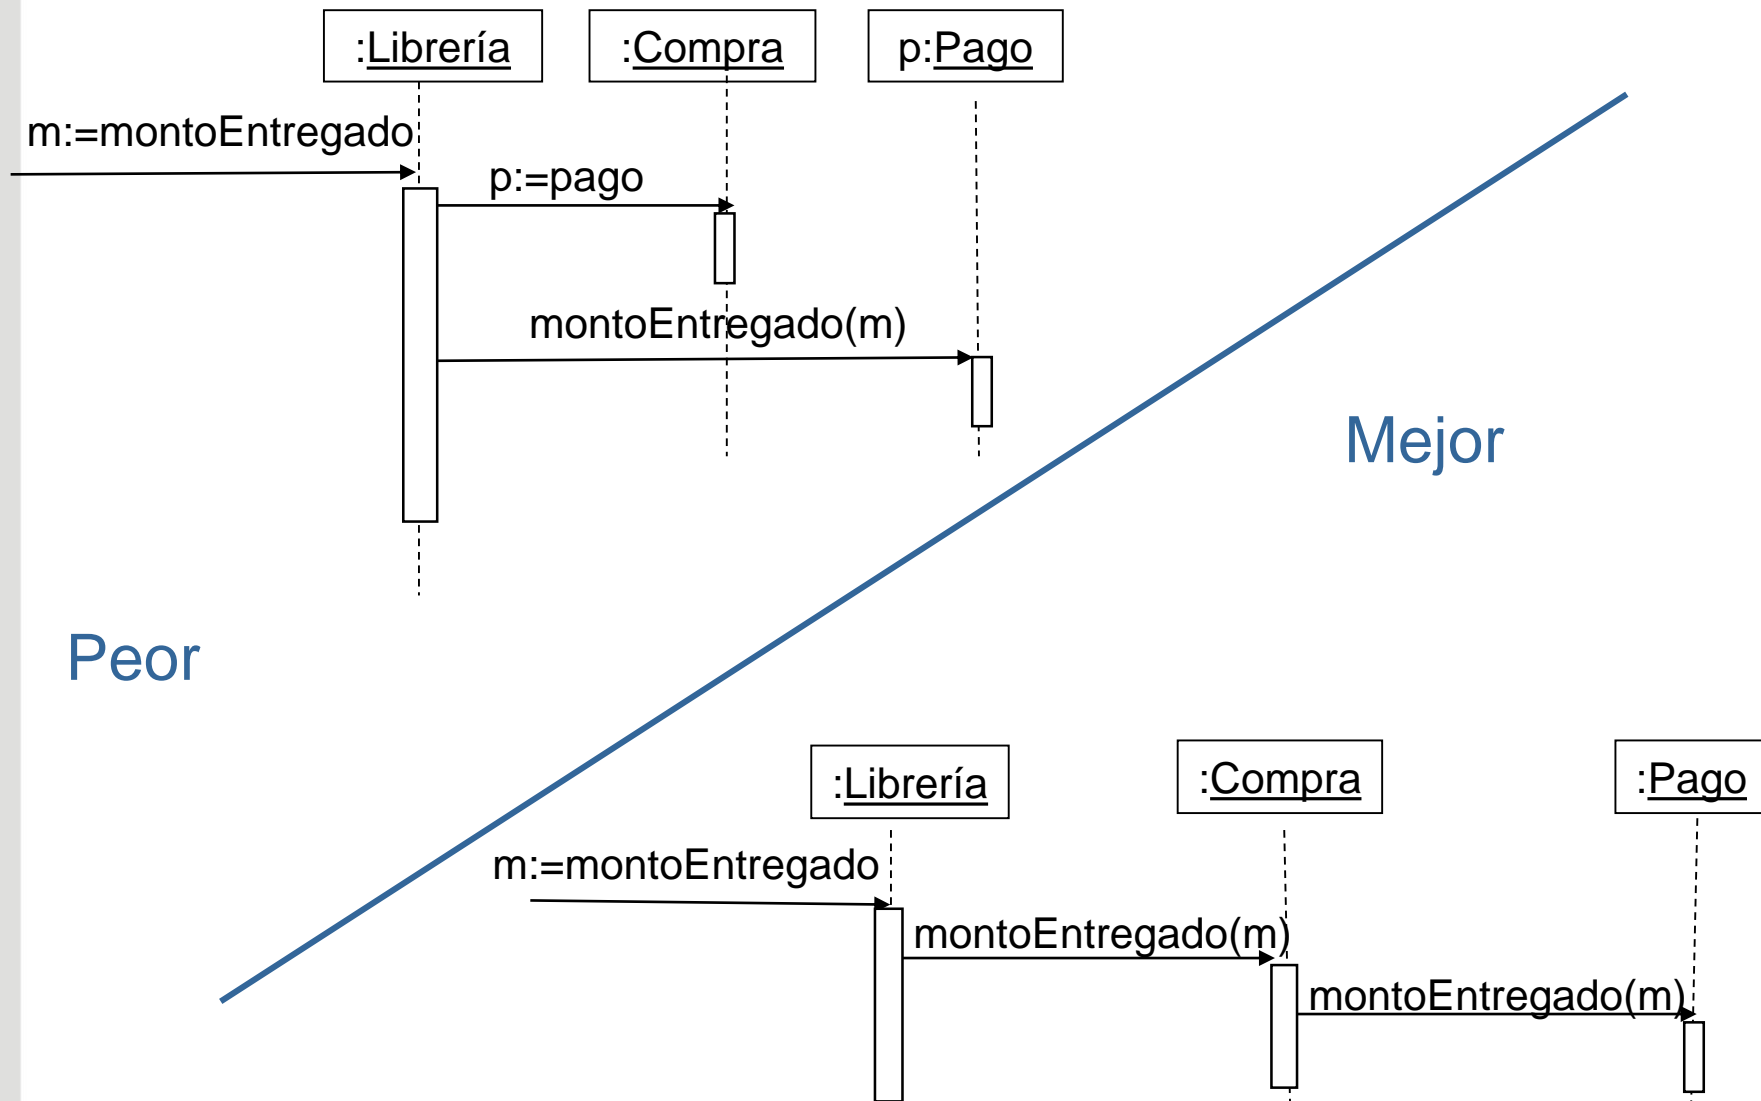 :Librería
:Compra
p:Pago
m:=montoEntregado
p:=pago
montoEntregado(m)
Mejor
Peor
:Librería
:Compra
:Pago
m:=montoEntregado
montoEntregado(m)
montoEntregado(m)